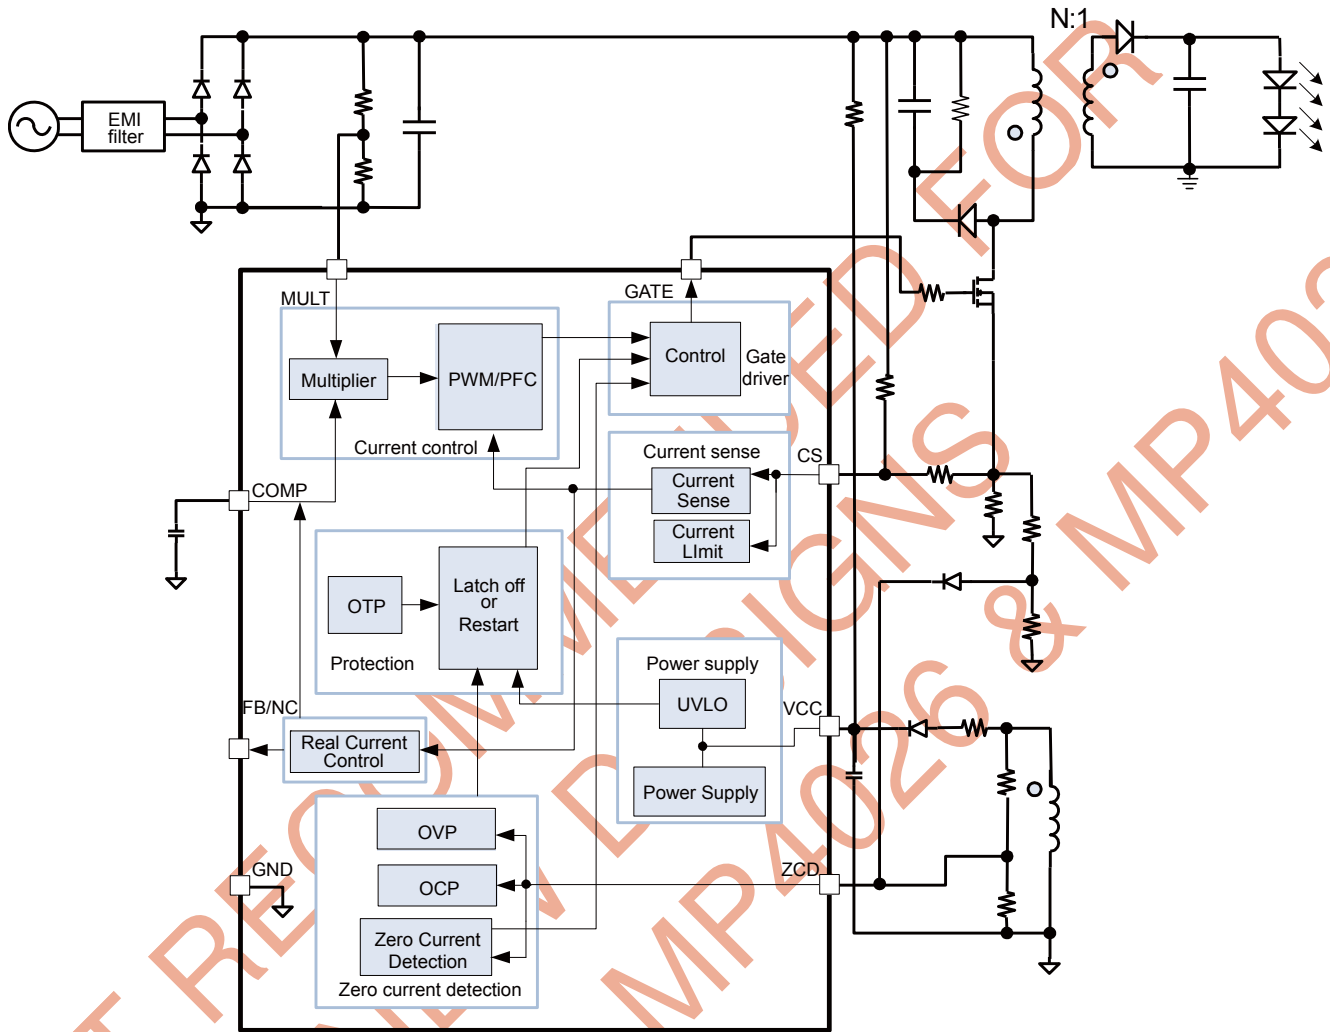 N:1
EMI
filter
MULT
GATE
Multiplier
PWM/PFC
Control
Gate
driver
Current control
Current sense
CS
Current
Sense
COMP
Current
LImit
OTP
Latch off
or
Restart
Protection
Power supply
FB/NC
UVLO
VCC
Real Current
Control
Power Supply
OVP
GND
OCP
ZCD
Zero Current
Detection
Zero current detection
T RECOMMENDED FOR
NEW DESIGNS
MP4026 & MP402